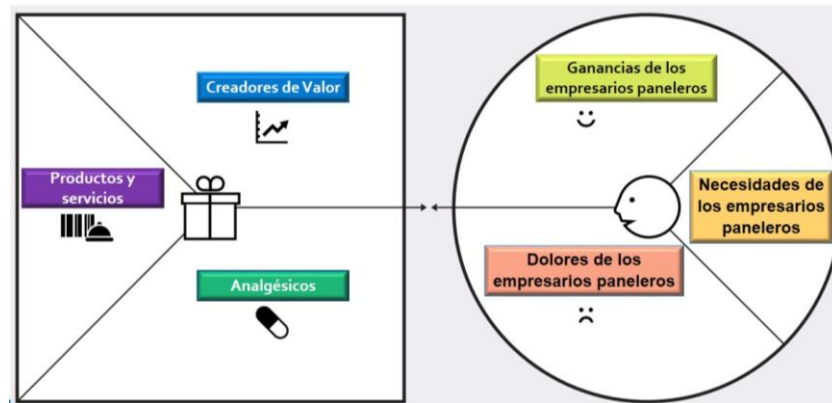 Creadores de Valor
Productos y
servicios
Analgésicos
Ganancias de los
empresarios paneleros
Necesidades de
los empresarios
paneleros
Dolores de los
empresarios paneleros